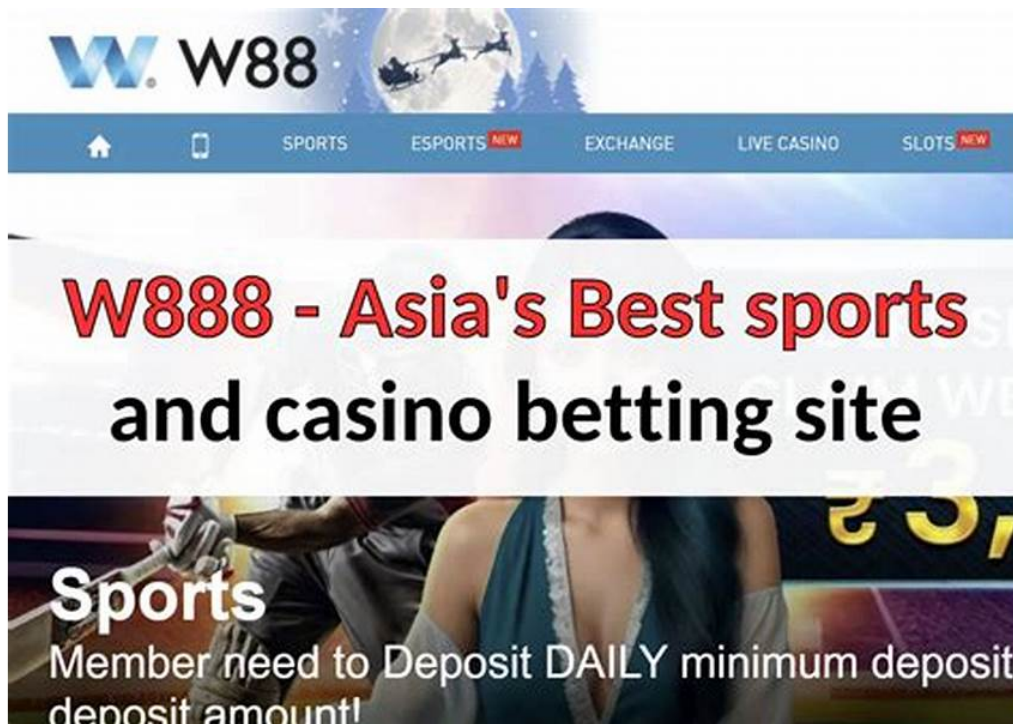 W88
SPORTS ESPORTS NEW EXCHANGE LIVE CASINO SLOTS NEW
W888 - Asia's Best sports
and casino betting site
₹3,
Sports
Member need to Deposit DAILY minimum deposit
deposit amount!